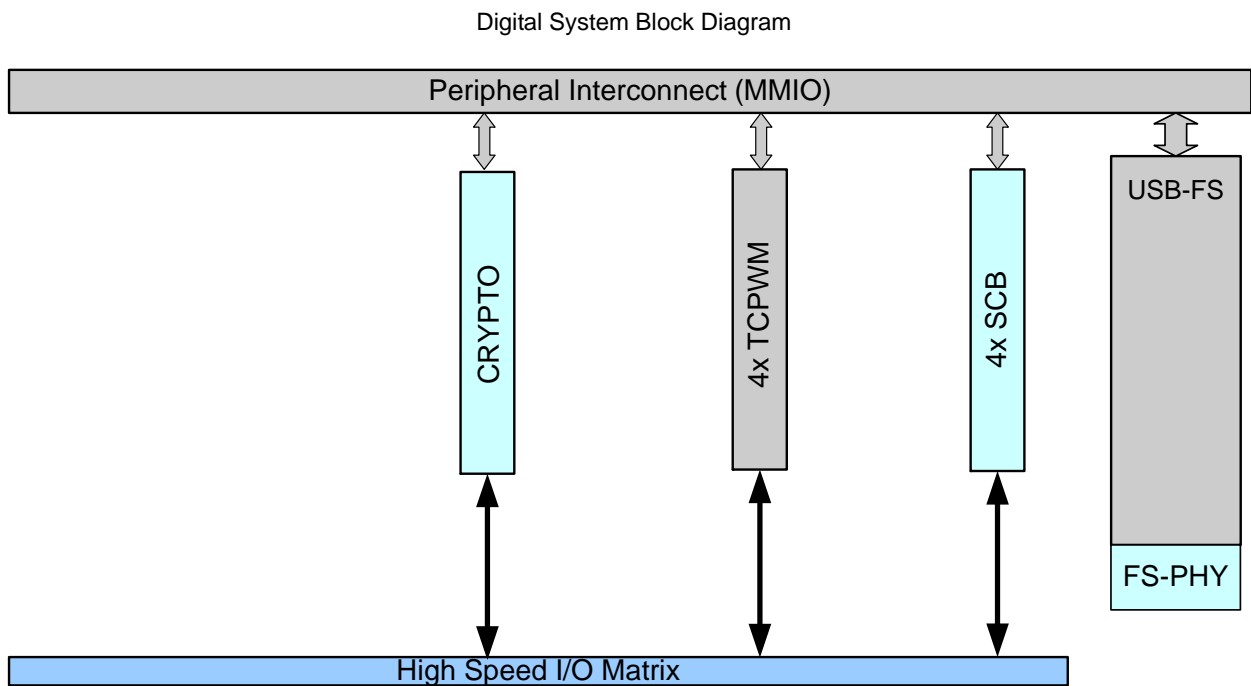 Digital System Block Diagram
Peripheral Interconnect (MMIO)
CRYPTO
4x TCPWM
4x SCB
USB-FS
FS-PHY
High Speed I/O Matrix